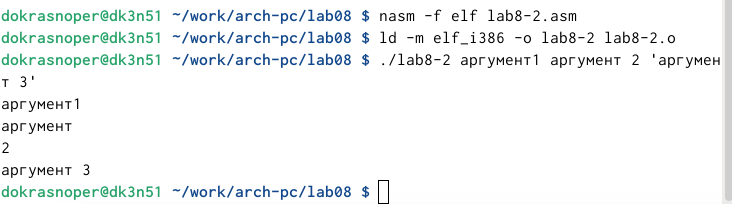 dokrasnoper@dk3n51 ~/work/arch-pc/lab08 $ nasm -f elf lab8-2.asm
dokrasnoper@dk3n51 ~/work/arch-pc/lab08 $ ld -m elf_i386 -o lab8-2 lab8-2.o
dokrasnoper@dk3n51 ~/work/arch-pc/lab08 $ ./lab8-2 аргумент1 аргумент 2 'аргумен
т 3'
аргумент1
аргумент
2
аргумент 3
dokrasnoper@dk3n51 ~/work/arch-pc/lab08 $